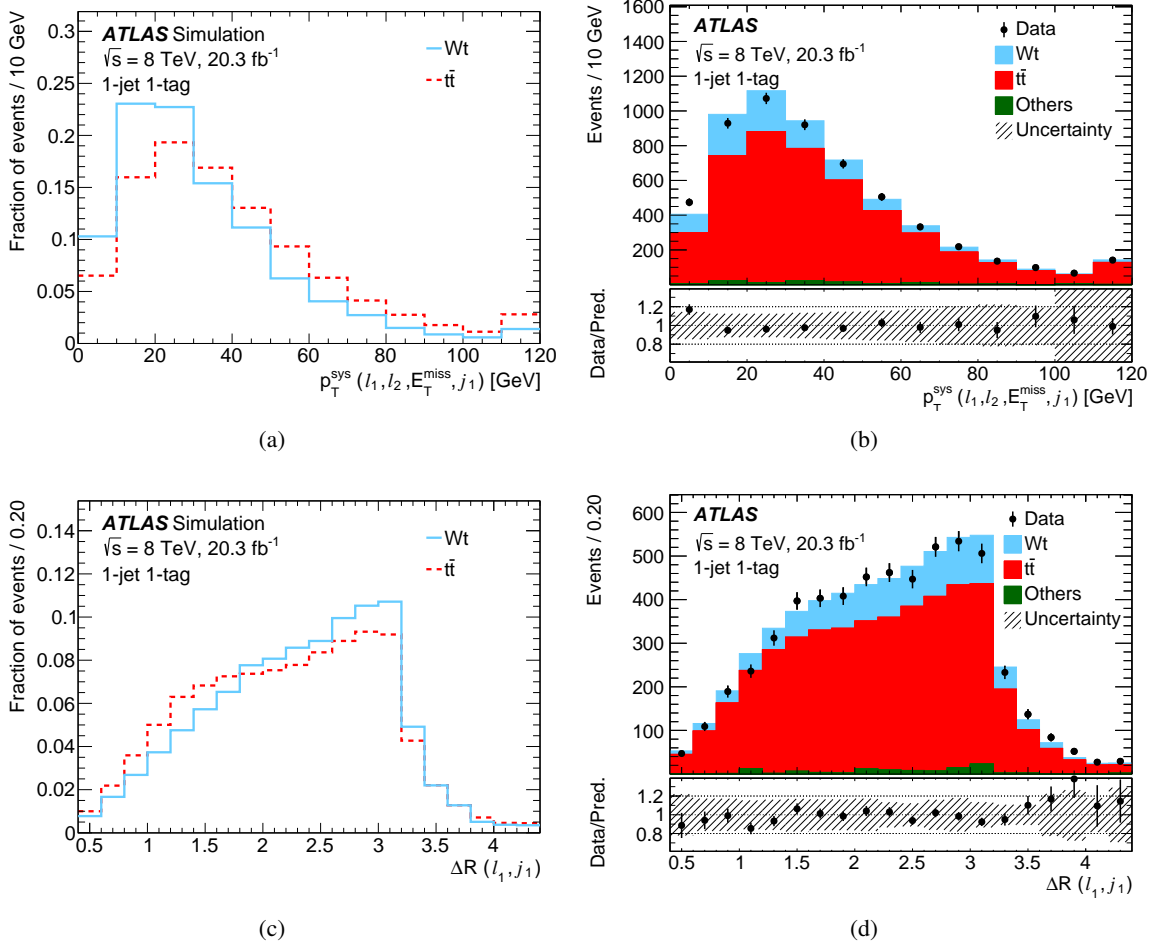 ATLAS Simulation
√s = 8 TeV, 20.3 fb⁻¹
1-jet 1-tag
Wt
tt̄
Fraction of events / 10 GeV
0.3
0.25
0.2
0.15
0.1
0.05
0
0 20 40 60 80 100 120
p_T^sys (l₁, l₂, E_T^miss, j₁) [GeV]
(a)
ATLAS
√s = 8 TeV, 20.3 fb⁻¹
1-jet 1-tag
Data
Wt
tt̄
Others
Uncertainty
Events / 10 GeV
1600
1400
1200
1000
800
600
400
200
Data/Pred.
1.2
1
0.8
0 20 40 60 80 100 120
p_T^sys (l₁, l₂, E_T^miss, j₁) [GeV]
(b)
ATLAS Simulation
√s = 8 TeV, 20.3 fb⁻¹
1-jet 1-tag
Wt
tt̄
Fraction of events / 0.20
0.14
0.12
0.1
0.08
0.06
0.04
0.02
0
0.5 1 1.5 2 2.5 3 3.5 4
ΔR (l₁, j₁)
(c)
ATLAS
√s = 8 TeV, 20.3 fb⁻¹
1-jet 1-tag
Data
Wt
tt̄
Others
Uncertainty
Events / 0.20
600
500
400
300
200
100
Data/Pred.
1.2
1
0.8
0.5 1 1.5 2 2.5 3 3.5 4
ΔR (l₁, j₁)
(d)